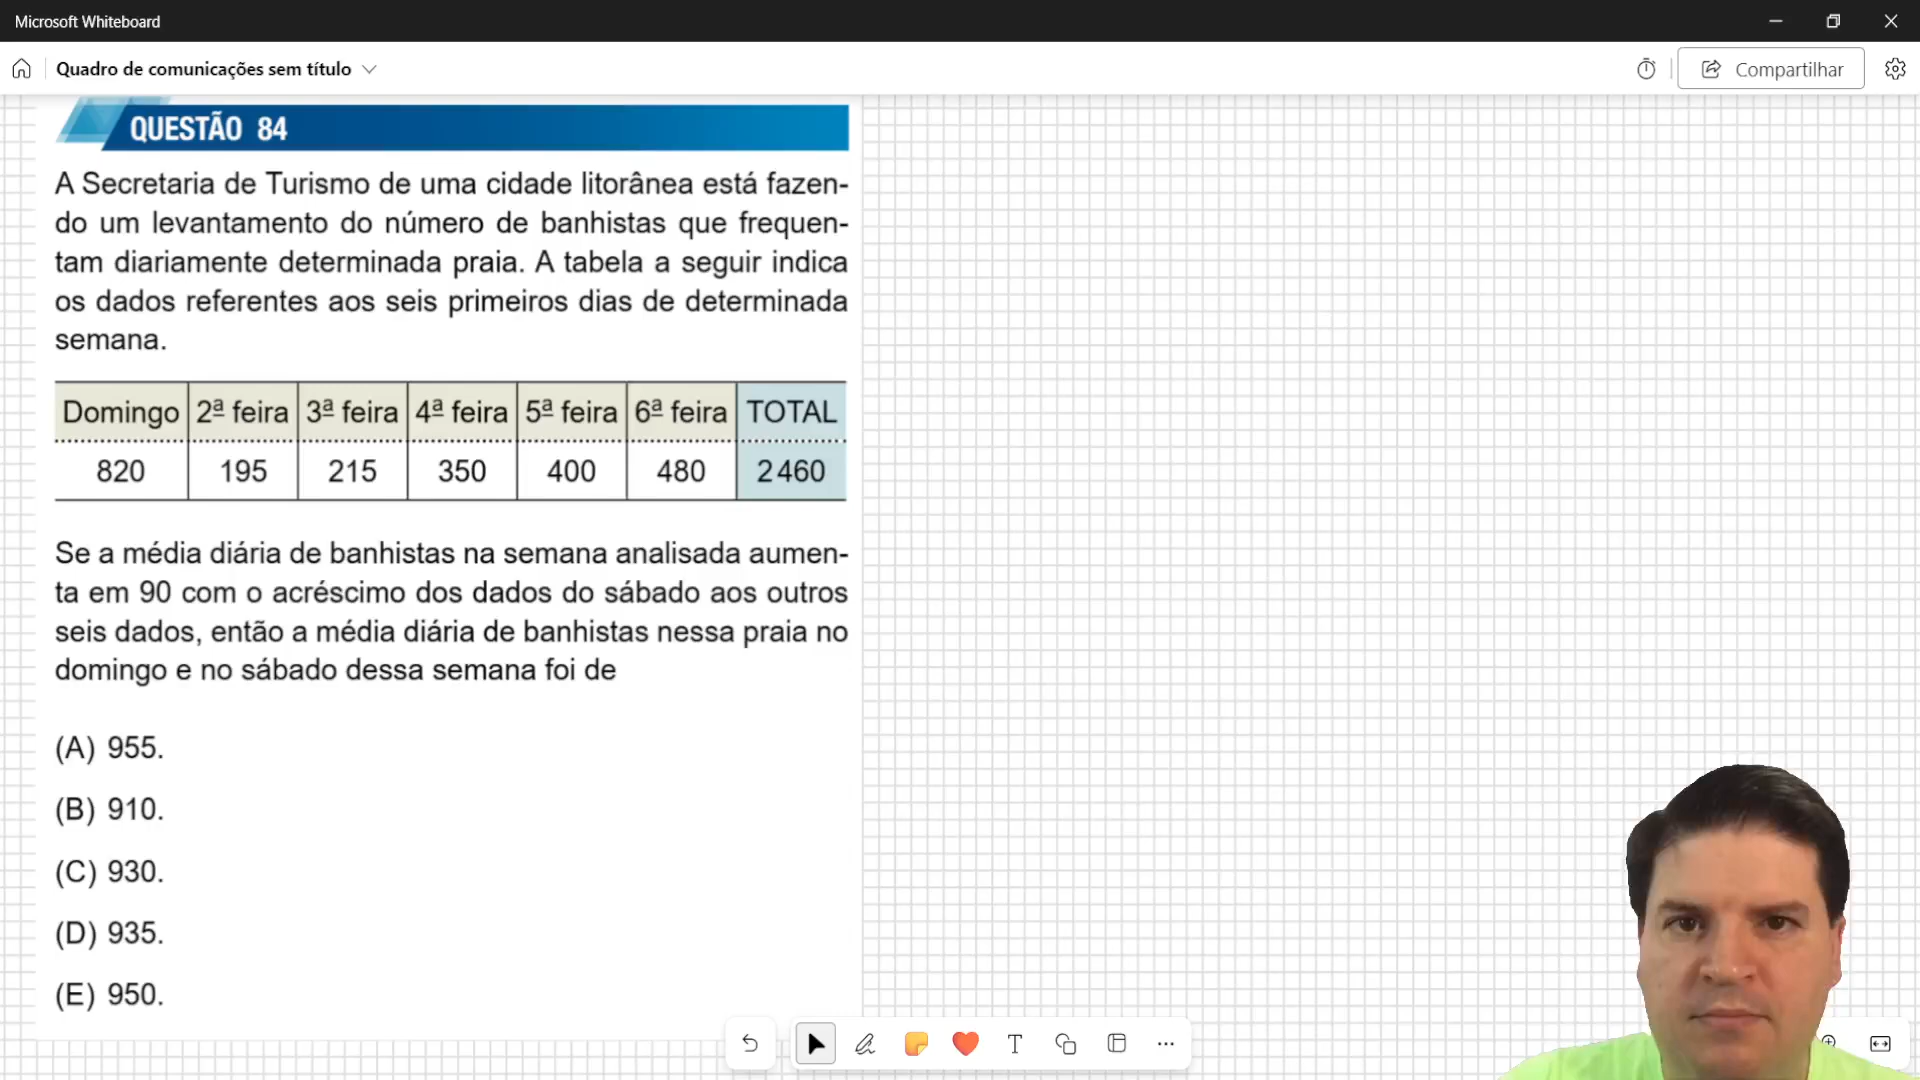 Microsoft Whiteboard
Quadro de comunicações sem título
Compartilhar
QUESTÃO 84
A Secretaria de Turismo de uma cidade litorânea está fazen-
do um levantamento do número de banhistas que frequen-
tam diariamente determinada praia. A tabela a seguir indica
os dados referentes aos seis primeiros dias de determinada
semana.
Domingo 2ª feira 3ª feira 4ª feira 5ª feira 6ª feira TOTAL
820 195 215 350 400 480 2 460
Se a média diária de banhistas na semana analisada aumen-
ta em 90 com o acréscimo dos dados do sábado aos outros
seis dados, então a média diária de banhistas nessa praia no
domingo e no sábado dessa semana foi de
(A) 955.
(B) 910.
(C) 930.
(D) 935.
(E) 950.